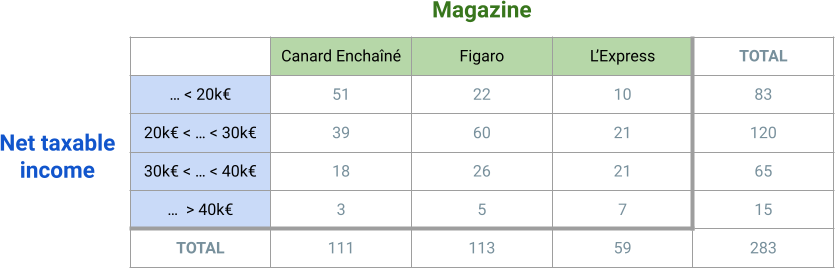 Magazine
Canard Enchaîné Figaro L'Express TOTAL
… < 20k€ 51 22 10 83
20k€ < … < 30k€ 39 60 21 120
Net taxable income
30k€ < … < 40k€ 18 26 21 65
… > 40k€ 3 5 7 15
TOTAL 111 113 59 283